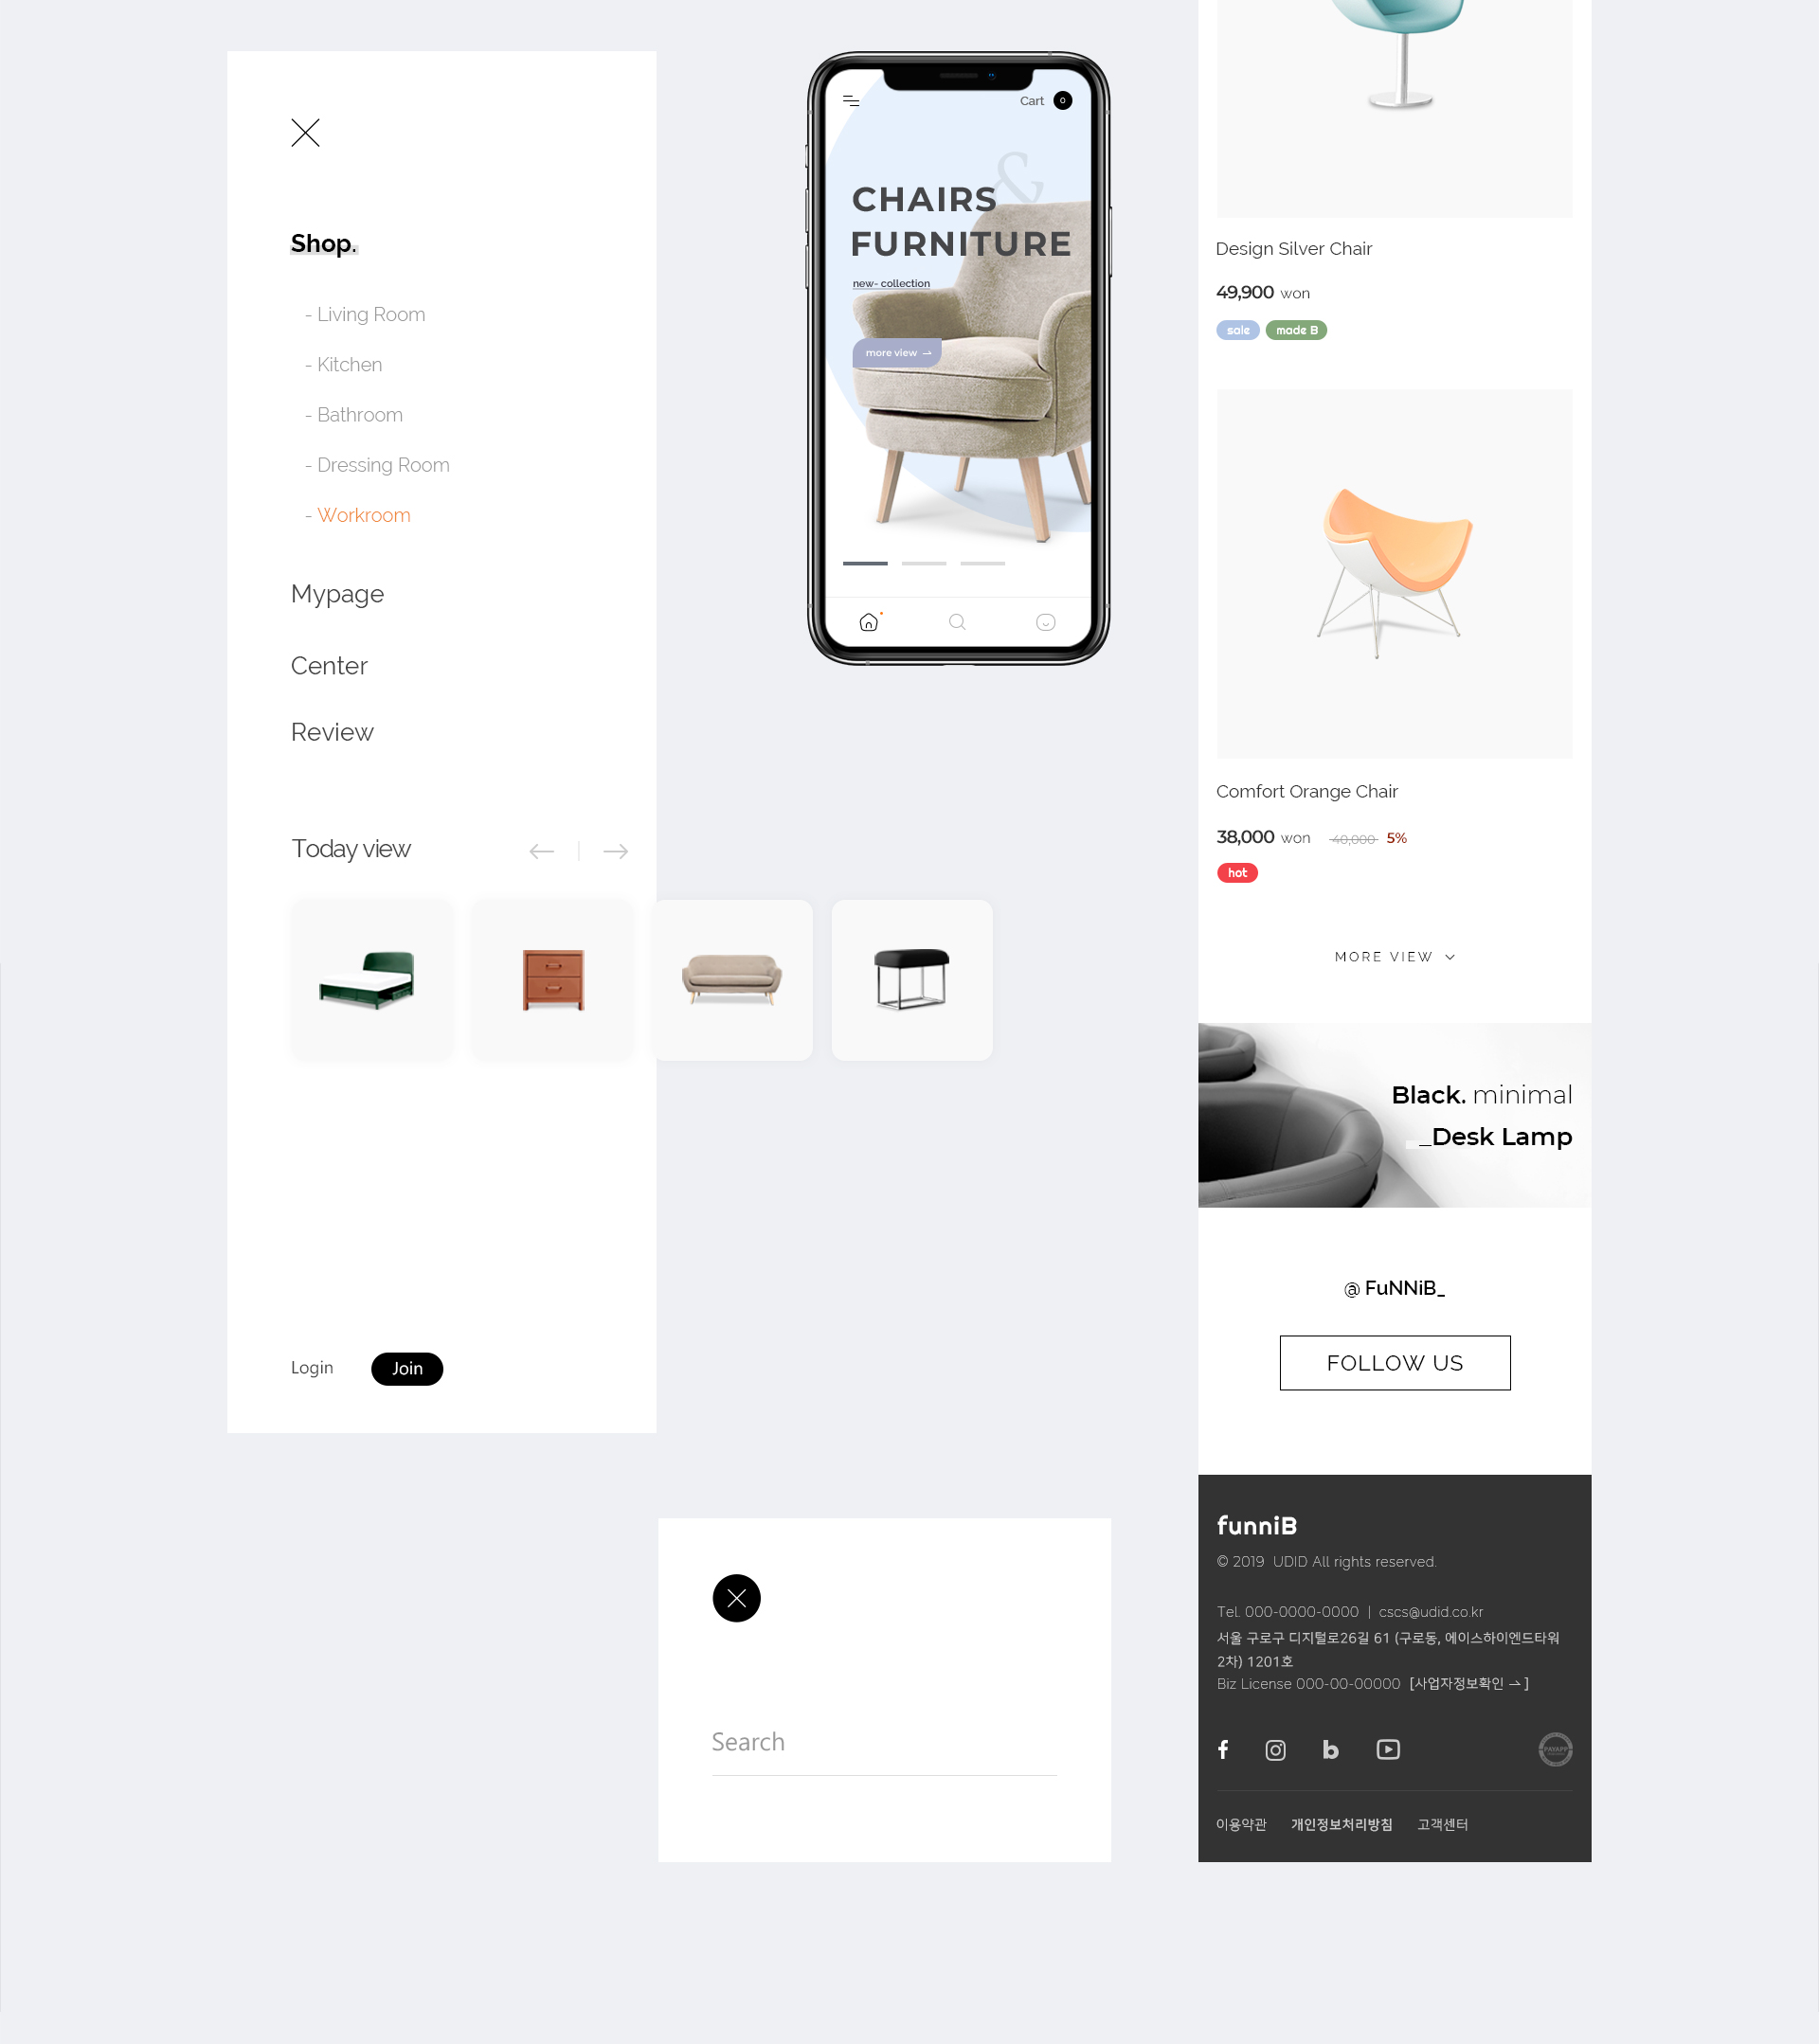 Shop.
- Living Room
- Kitchen
- Bathroom
- Dressing Room
- Workroom
Mypage
Center
Review
Today view
Login
Join
Cart 0
&
CHAIRS
FURNITURE
new- collection
more view
Search
Design Silver Chair
49,900 won
sale made B
Comfort Orange Chair
38,000 won 40,000 5%
hot
MORE VIEW
Black. minimal
_Desk Lamp
@ FuNNiB_
FOLLOW US
funniB
© 2019 UDID All rights reserved.
Tel. 000-0000-0000 | cscs@udid.co.kr
서울 구로구 디지털로26길 61 (구로동, 에이스하이엔드타워
2차) 1201호
Biz License 000-00-00000 [사업자정보확인 ⇀ ]
PAYAPP
이용약관 개인정보처리방침 고객센터